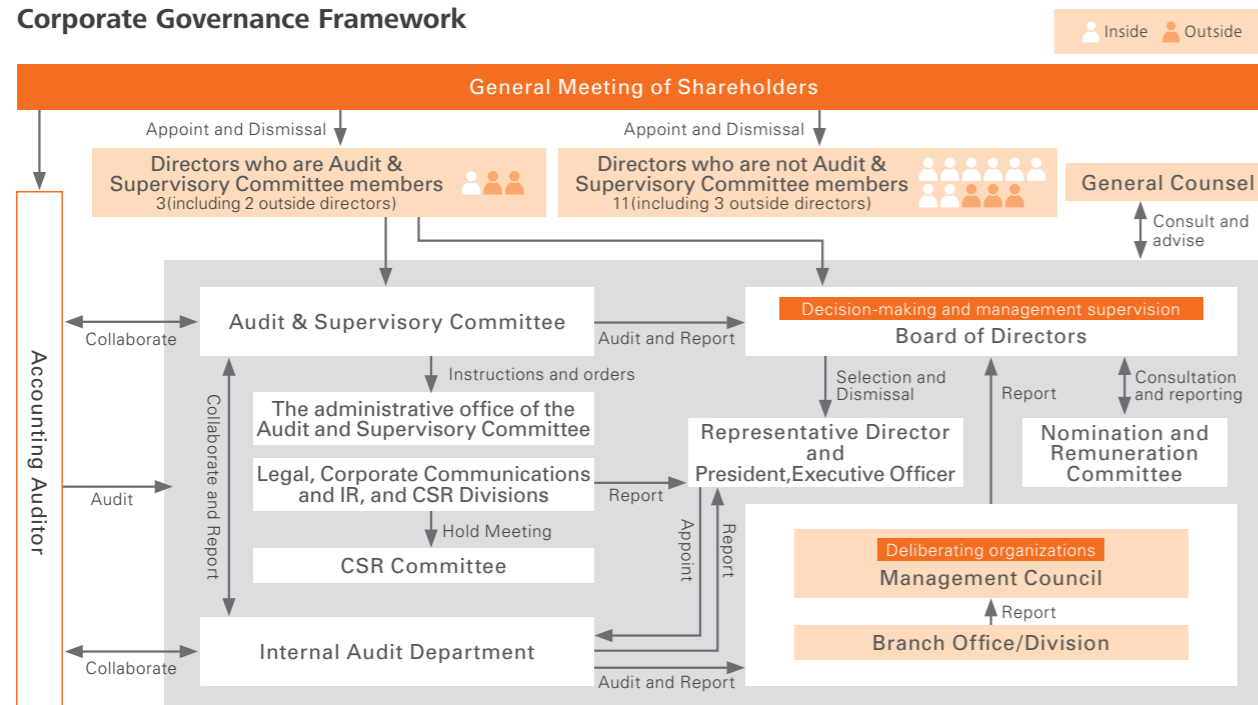 Corporate Governance Framework
Inside
Outside
General Meeting of Shareholders
Appoint and Dismissal
Appoint and Dismissal
Directors who are Audit &
Supervisory Committee members
3(including 2 outside directors)
Directors who are not Audit &
Supervisory Committee members
11(including 3 outside directors)
General Counsel
Consult and
advise
Accounting Auditor
Collaborate
Audit & Supervisory Committee
Audit and Report
Decision-making and management supervision
Board of Directors
Instructions and orders
Selection and
Dismissal
Report
Consultation
and reporting
Collaborate and Report
The administrative office of the
Audit and Supervisory Committee
Representative Director
and
President,Executive Officer
Nomination and
Remuneration
Committee
Audit
Legal, Corporate Communications
and IR, and CSR Divisions
Report
Hold Meeting
CSR Committee
Appoint
Report
Deliberating organizations
Management Council
Report
Branch Office/Division
Collaborate
Internal Audit Department
Audit and Report